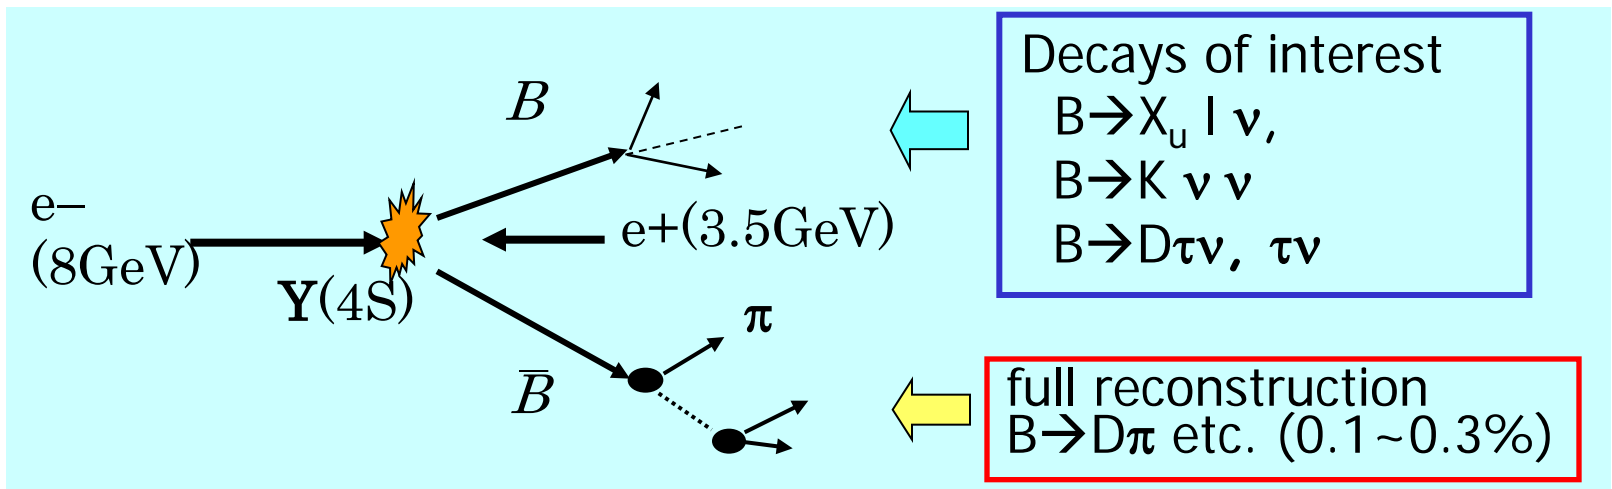 B
e−
(8GeV)
Υ(4S)
e+(3.5GeV)
B̅
π
Decays of interest
B→Xᵤ l ν,
B→K ν ν
B→Dτν, τν
full reconstruction
B→Dπ etc. (0.1~0.3%)